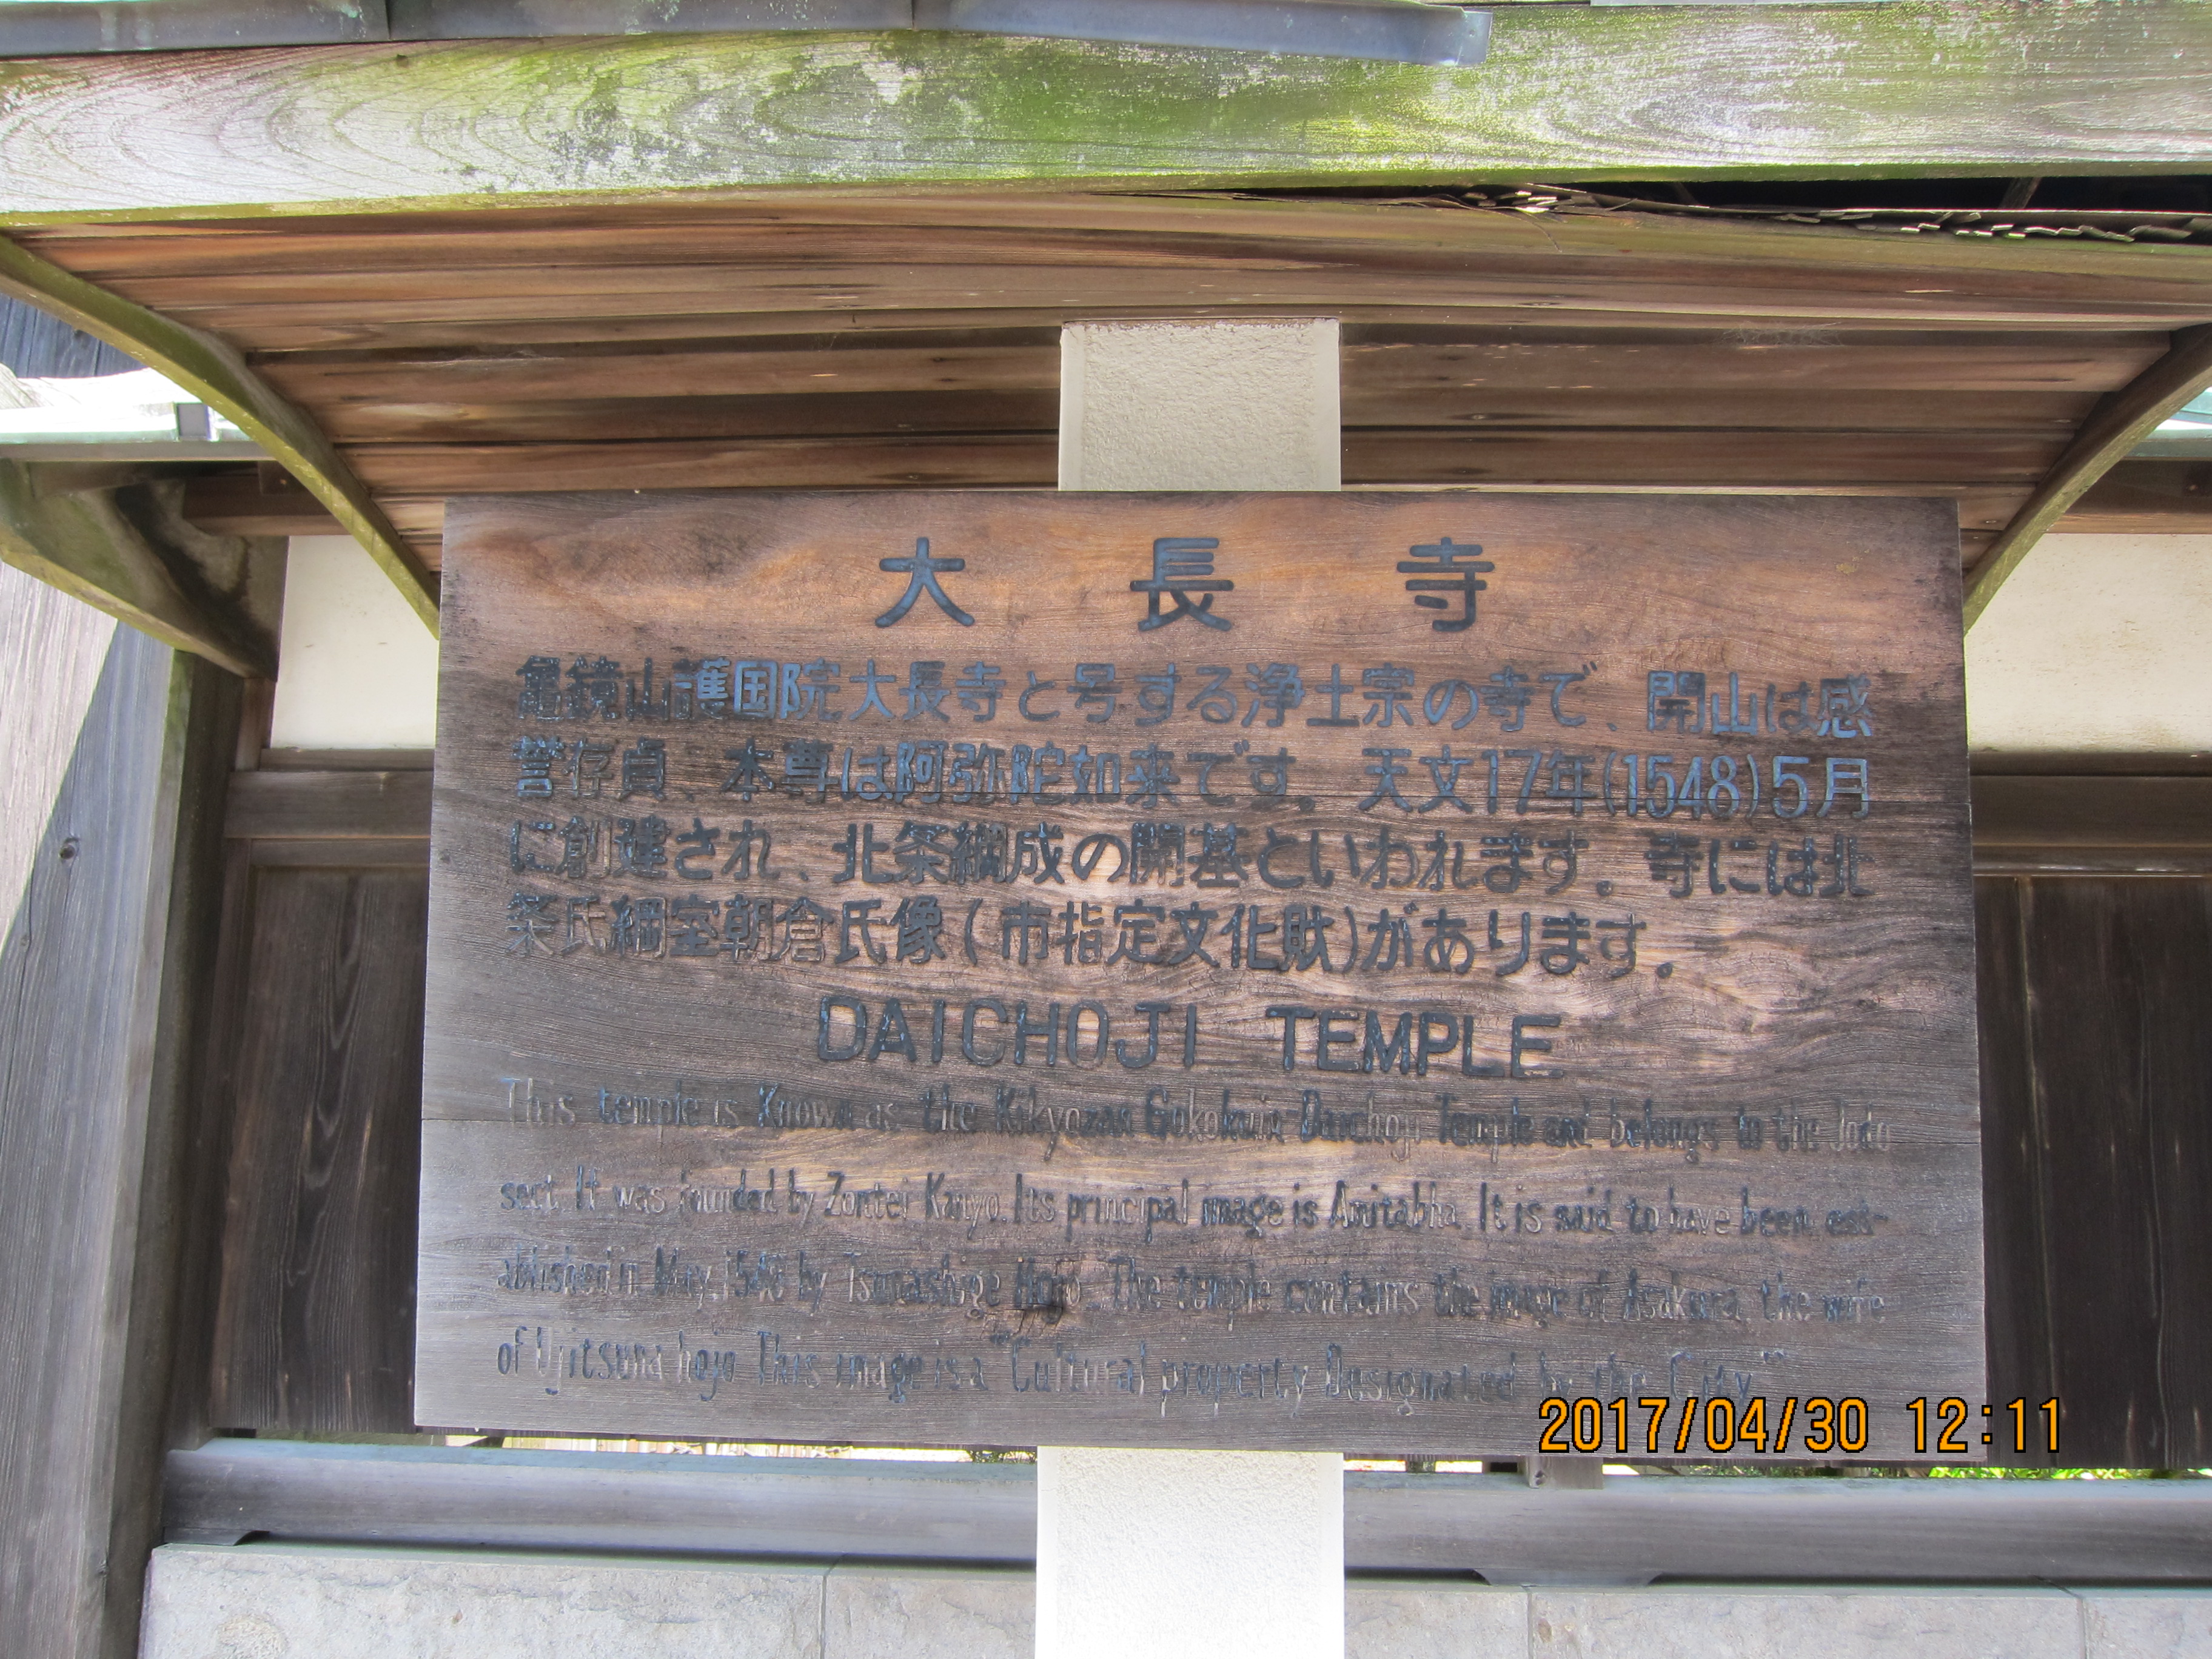 大長寺
亀鏡山護国院大長寺と号する浄土宗の寺で、開山は感
誉存貞、本尊は阿弥陀如来です。天文17年(1548)5月
に創建され、北条綱成の開基といわれます。寺には北
条氏綱室朝倉氏像(市指定文化財)があります。
DAICHOJI TEMPLE
This temple is Known as the Kikyozan Gokokuin Daichoji Temple and belongs to the Jodo
sect. It was founded by Zontei Kanyo. Its principal image is Amitabha. It is said to have been est-
ablished in May, 1548 by Tsunashige Hojo. The temple contains the image of Asakura, the wife
of Ujitsuna hojo This image is a "Cultural property Designated by the City"
2017/04/30 12:11